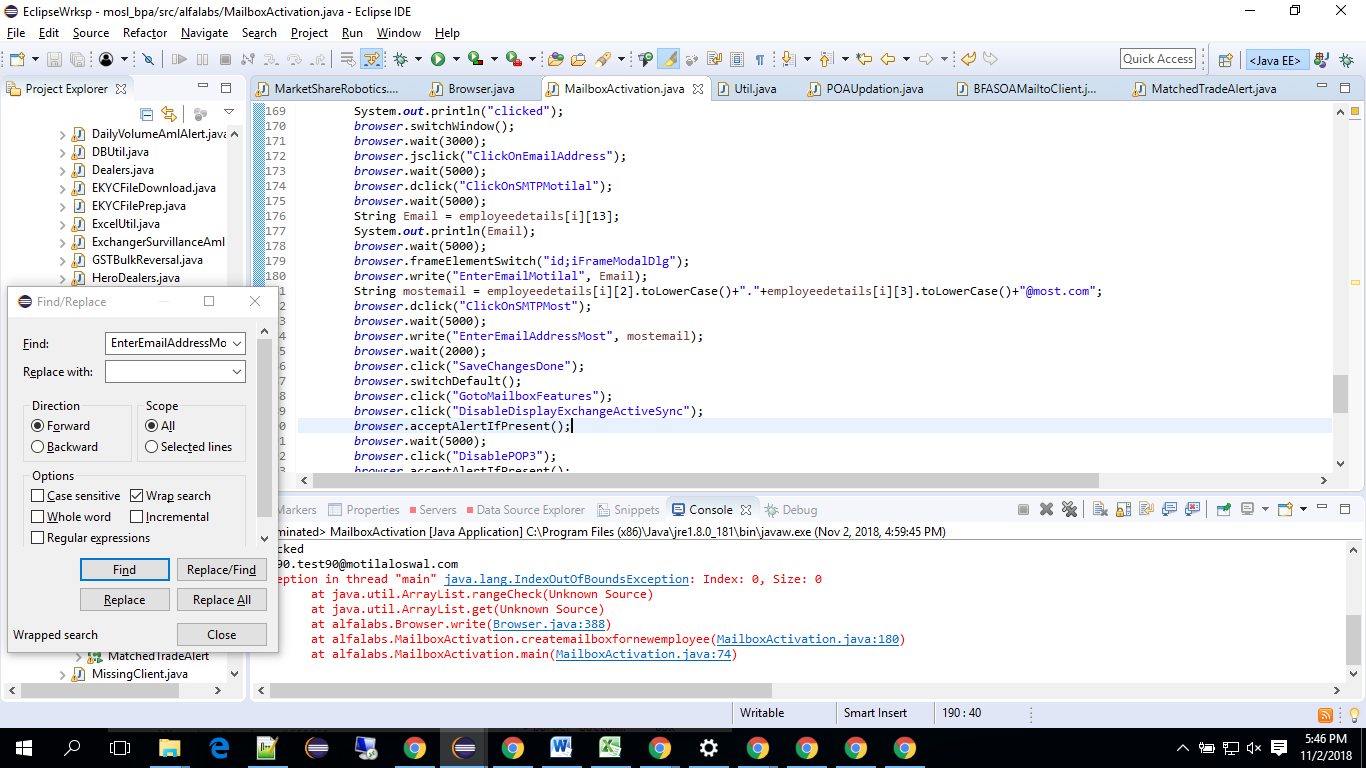 EclipseWrksp - mosl_bpa/src/alfalabs/MailboxActivation.java - Eclipse IDE
File Edit Source Refactor Navigate Search Project Run Window Help
Quick Access
<Java EE>
Project Explorer
MarketShareRobotics....
Browser.java
MailboxActivation.java
Util.java
POAUpdation.java
BFASOAMailtoClient.j...
MatchedTradeAlert.java
DailyVolumeAmlAlert.java
DBUtil.java
Dealers.java
EKYCFileDownload.java
EKYCFilePrep.java
ExcelUtil.java
ExchangerSurvillanceAml
GSTBulkReversal.java
HeroDealers.java
169 System.out.println("clicked");
170 browser.switchWindow();
171 browser.wait(3000);
172 browser.jsclick("ClickOnEmailAddress");
173 browser.wait(5000);
174 browser.dclick("ClickOnSMTPMotilal");
175 browser.wait(5000);
176 String Email = employeedetails[i][13];
177 System.out.println(Email);
178 browser.wait(5000);
179 browser.frameElementSwitch("id;iFrameModalDlg");
180 browser.write("EnterEmailMotilal", Email);
1 String mostemail = employeedetails[i][2].toLowerCase()+"."+employeedetails[i][3].toLowerCase()+"@most.com";
2 browser.dclick("ClickOnSMTPMost");
3 browser.wait(5000);
4 browser.write("EnterEmailAddressMost", mostemail);
5 browser.wait(2000);
6 browser.click("SaveChangesDone");
7 browser.switchDefault();
8 browser.click("GotoMailboxFeatures");
9 browser.click("DisableDisplayExchangeActiveSync");
0 browser.acceptAlertIfPresent();
1 browser.wait(5000);
2 browser.click("DisablePOP3");
3 browser.acceptAlertIfPresent();
Find/Replace
Find: EnterEmailAddressMo
Replace with:
Direction
Forward
Backward
Scope
All
Selected lines
Options
Case sensitive
Wrap search
Whole word
Incremental
Regular expressions
Find
Replace/Find
Replace
Replace All
Wrapped search
Close
MatchedTradeAlert
MissingClient.java
Markers
Properties
Servers
Data Source Explorer
Snippets
Console
Debug
minated> MailboxActivation [Java Application] C:\Program Files (x86)\Java\jre1.8.0_181\bin\javaw.exe (Nov 2, 2018, 4:59:45 PM)
cked
90.test90@motilaloswal.com
eption in thread "main" java.lang.IndexOutOfBoundsException: Index: 0, Size: 0
at java.util.ArrayList.rangeCheck(Unknown Source)
at java.util.ArrayList.get(Unknown Source)
at alfalabs.Browser.write(Browser.java:388)
at alfalabs.MailboxActivation.createmailboxfornewemployee(MailboxActivation.java:180)
at alfalabs.MailboxActivation.main(MailboxActivation.java:74)
Writable
Smart Insert
190 : 40
5:46 PM
11/2/2018